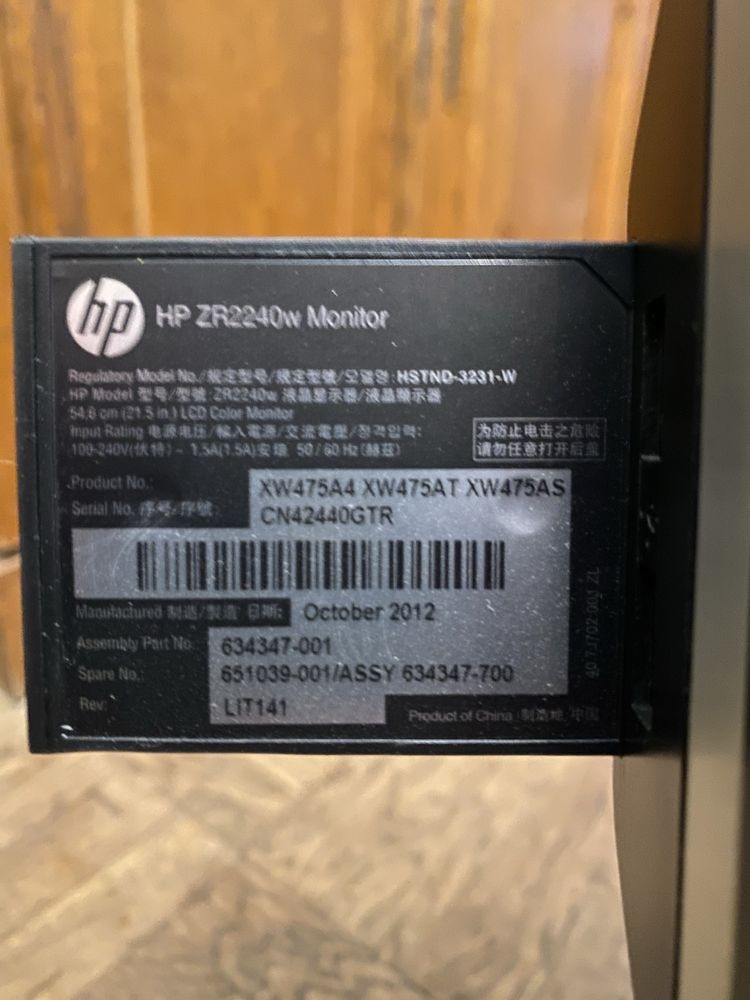 hp HP ZR2240w Monitor
Regulatory Model No./规定型号/規定型號/모델명: HSTND-3231-W
HP Model 型号/型號: ZR2240w 液晶显示器/液晶顯示器
54.6 cm (21.5 in.) LCD Color Monitor
Input Rating 电源电压/輸入電源/交流電壓/정격입력:
100-240V(伏特) ~ 1.5A(1.5A)安培 50/60 Hz(赫兹)
为防止电击之危险
请勿任意打开后盖
Product No.: XW475A4 XW475AT XW475AS
Serial No. 序号/序號: CN42440GTR
Manufactured 制造/製造 日期: October 2012
Assembly Part No. 634347-001
Spare No.: 651039-001/ASSY 634347-700
Rev: LIT141
Product of China 制造地 中国